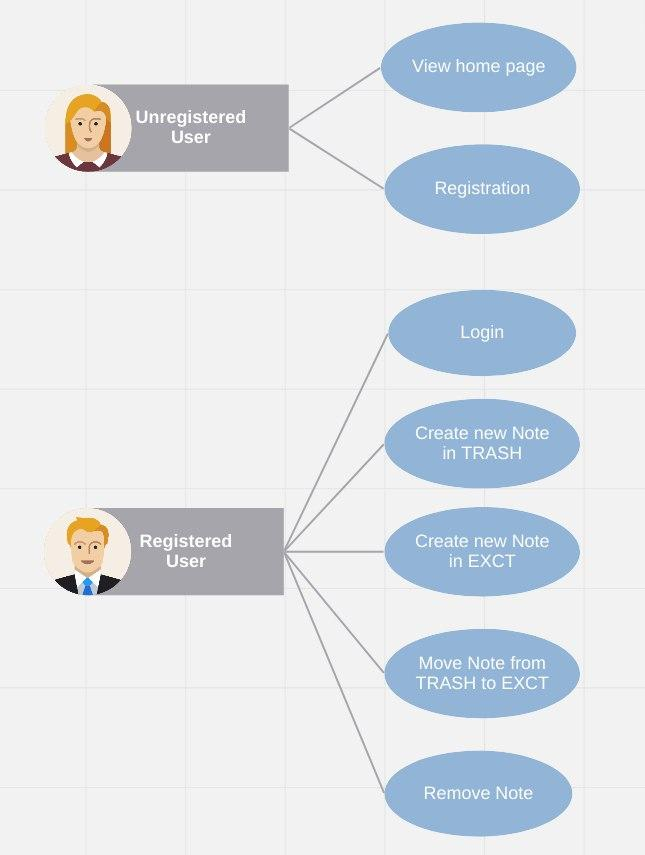 Unregistered
User
View home page
Registration
Registered
User
Login
Create new Note
in TRASH
Create new Note
in EXCT
Move Note from
TRASH to EXCT
Remove Note